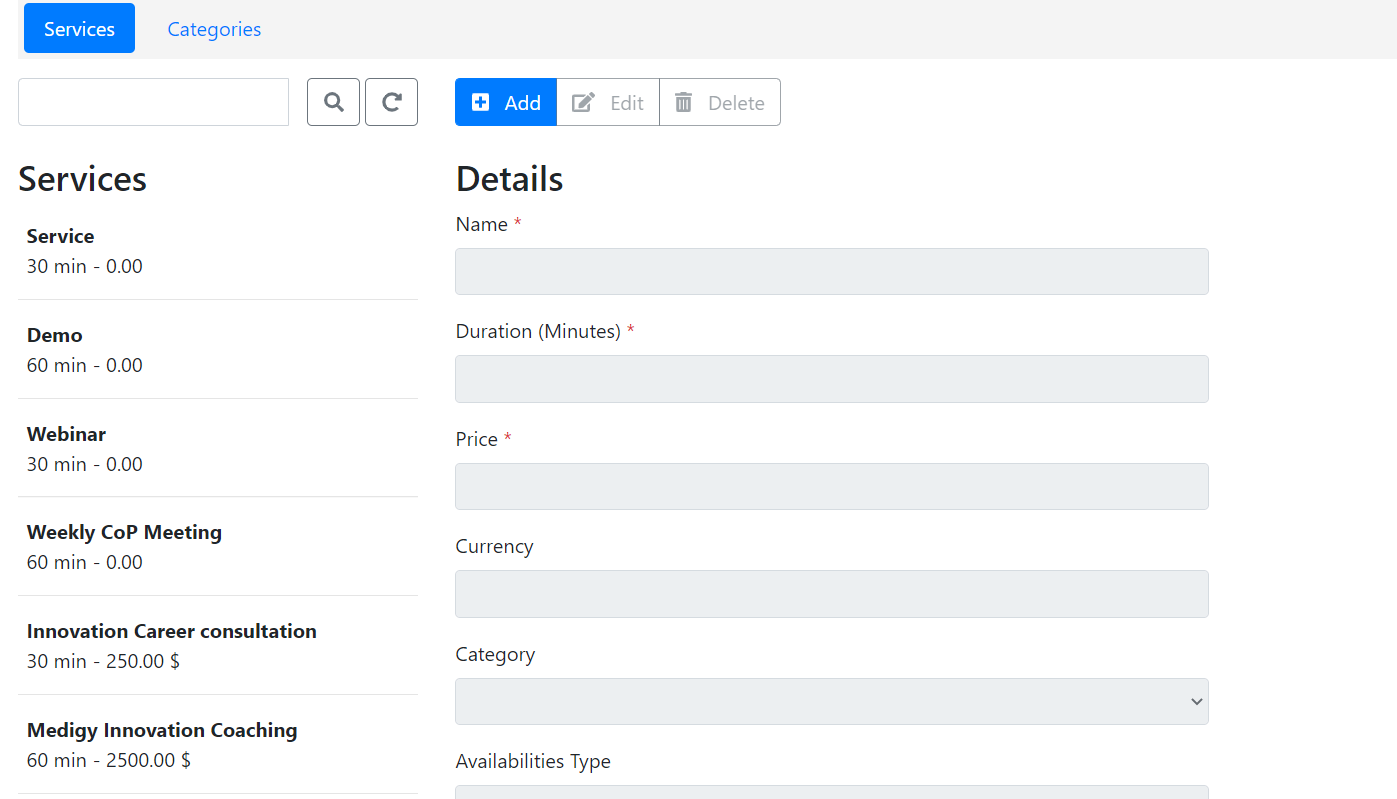 Services Categories
Add Edit Delete
Services
Service
30 min - 0.00
Demo
60 min - 0.00
Webinar
30 min - 0.00
Weekly CoP Meeting
60 min - 0.00
Innovation Career consultation
30 min - 250.00 $
Medigy Innovation Coaching
60 min - 2500.00 $
Details
Name *
Duration (Minutes) *
Price *
Currency
Category
Availabilities Type